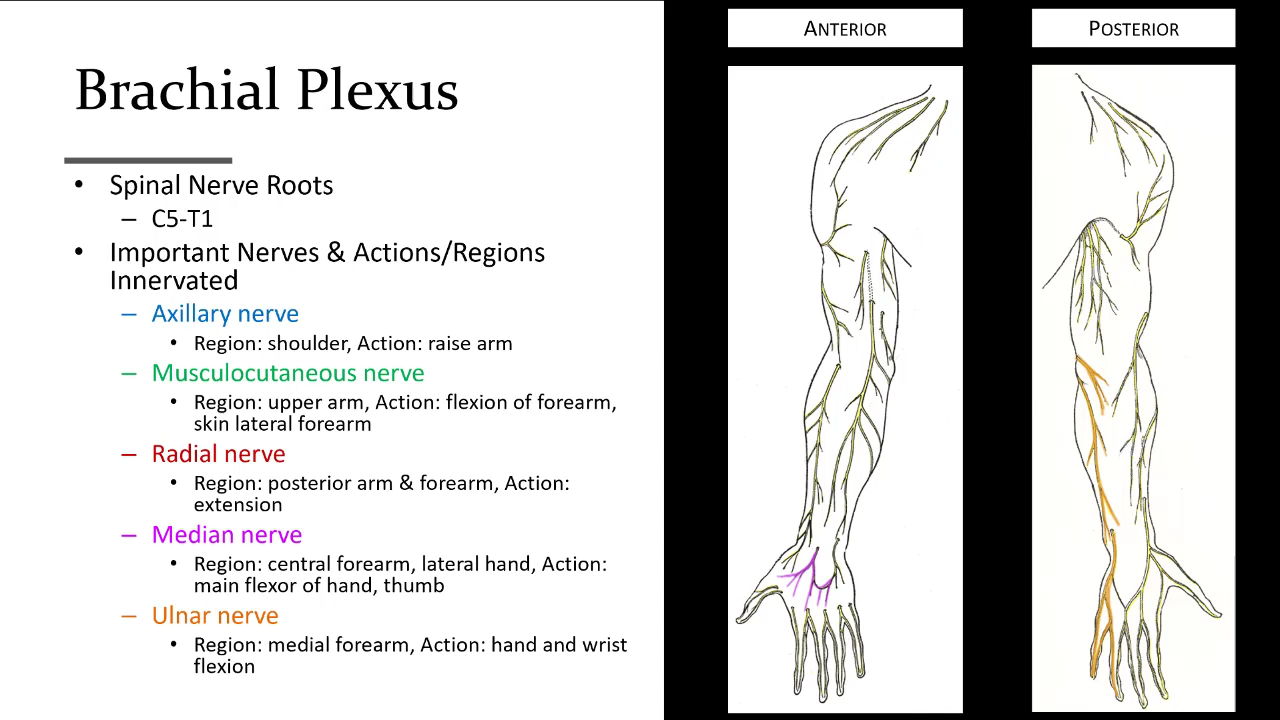 Brachial Plexus
• Spinal Nerve Roots
– C5-T1
• Important Nerves & Actions/Regions
Innervated
– Axillary nerve
• Region: shoulder, Action: raise arm
– Musculocutaneous nerve
• Region: upper arm, Action: flexion of forearm,
skin lateral forearm
– Radial nerve
• Region: posterior arm & forearm, Action:
extension
– Median nerve
• Region: central forearm, lateral hand, Action:
main flexor of hand, thumb
– Ulnar nerve
• Region: medial forearm, Action: hand and wrist
flexion
ANTERIOR
POSTERIOR